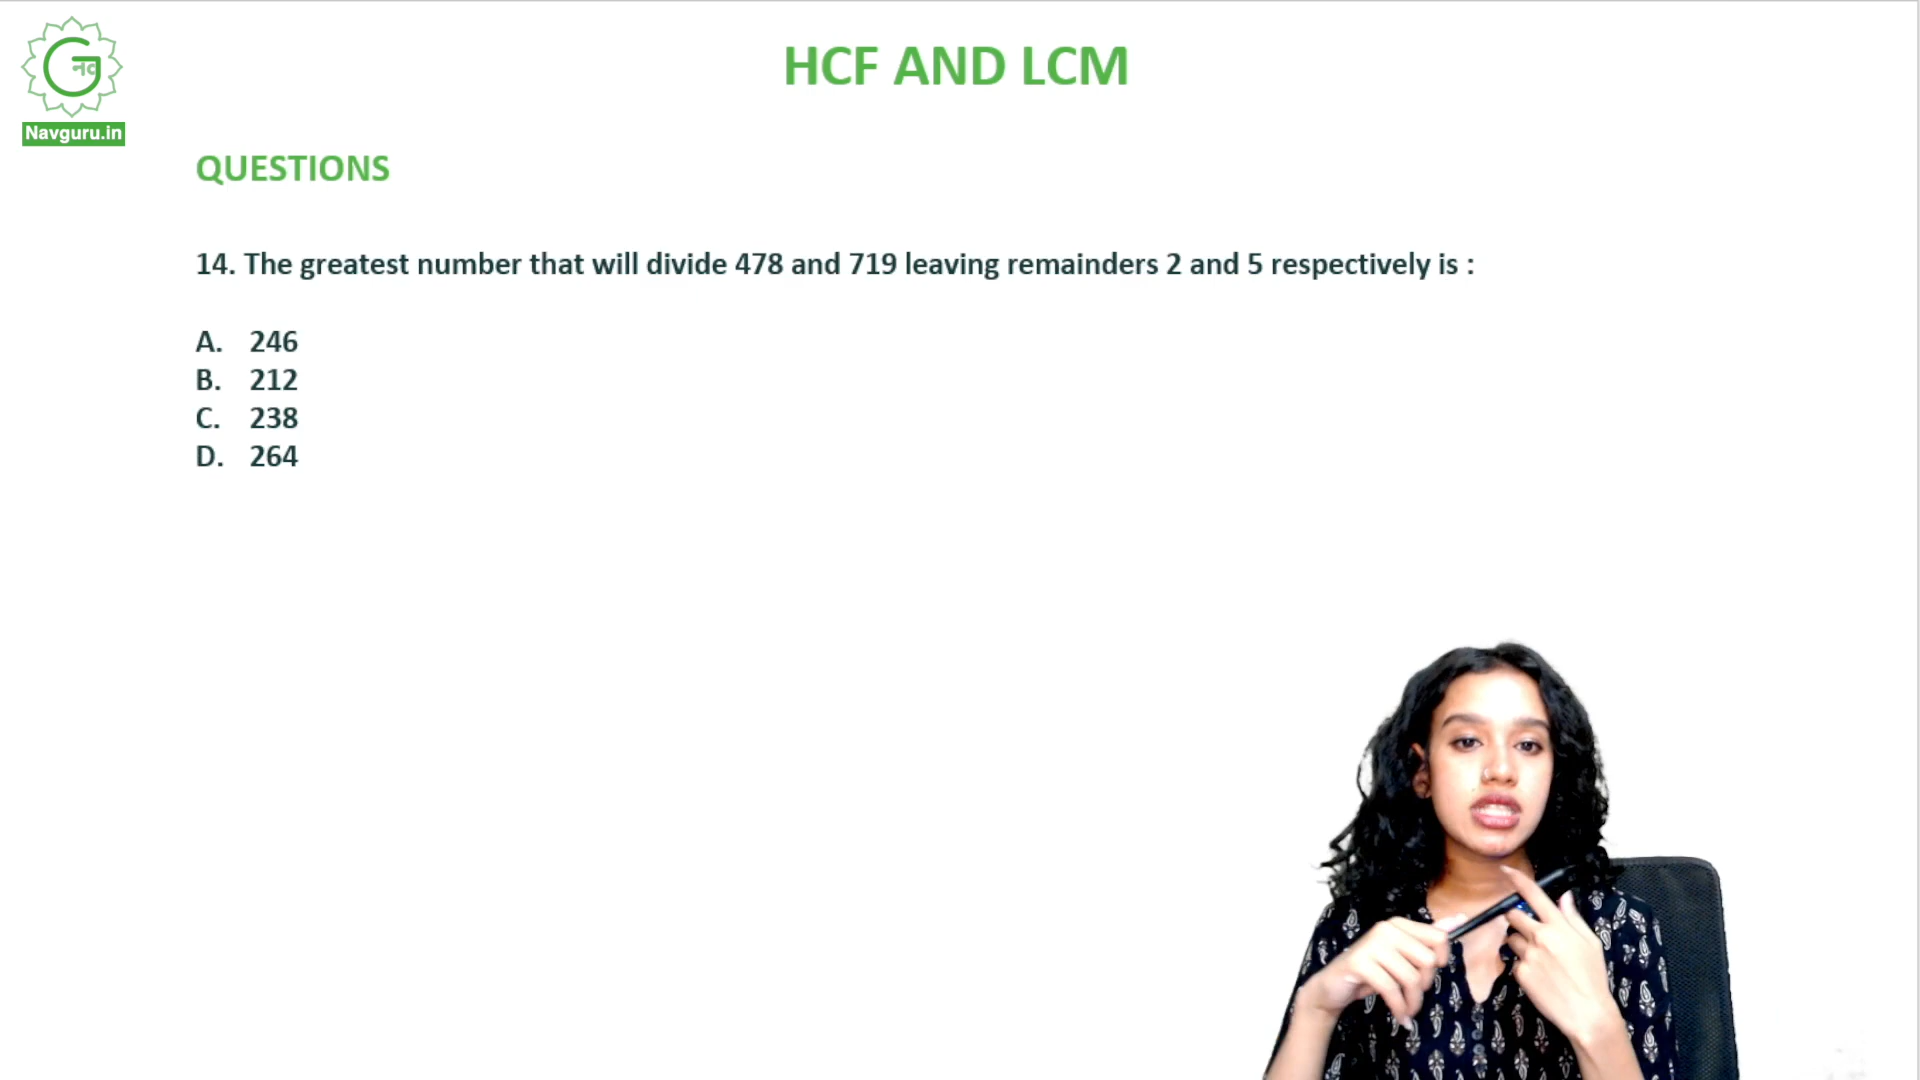 नव
Navguru.in
HCF AND LCM
QUESTIONS
14. The greatest number that will divide 478 and 719 leaving remainders 2 and 5 respectively is :
A. 246
B. 212
C. 238
D. 264